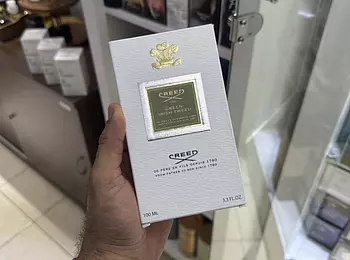 CREED
GREEN
IRISH TWEED
CREED
DE PÈRE EN FILS DEPUIS 1760
FROM FATHER TO SON SINCE 1760
100 ML
3.3 FL.OZ